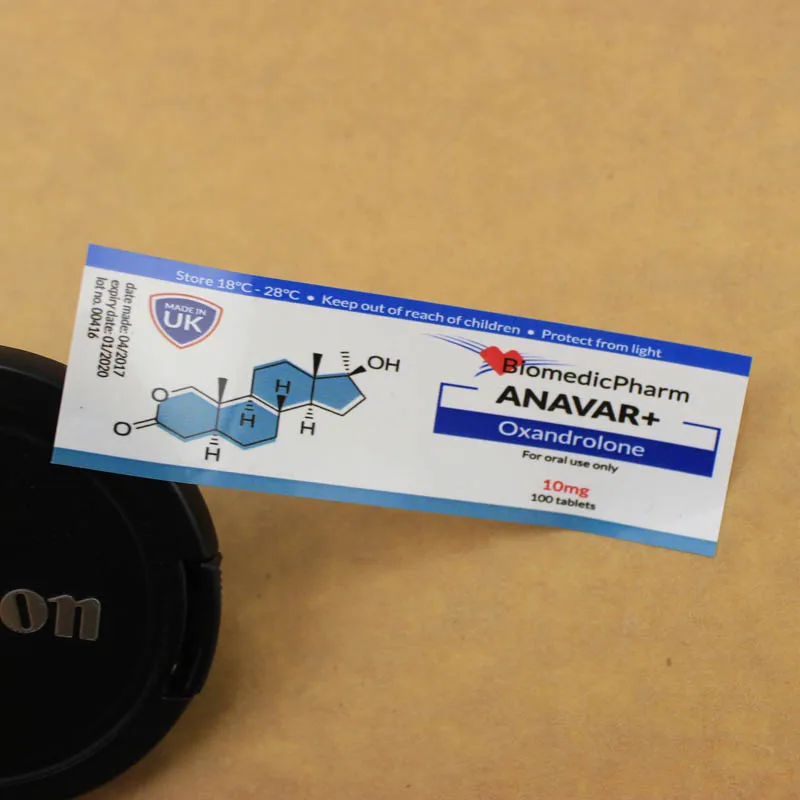 Store 18°C - 28°C • Keep out of reach of children • Protect from light
date made: 04/2017
expiry date: 01/2020
lot no. 00416
MADE IN
UK
O
O
H
H
H
H
OH
BiomedicPharm
ANAVAR+
Oxandrolone
For oral use only
10mg
100 tablets
on